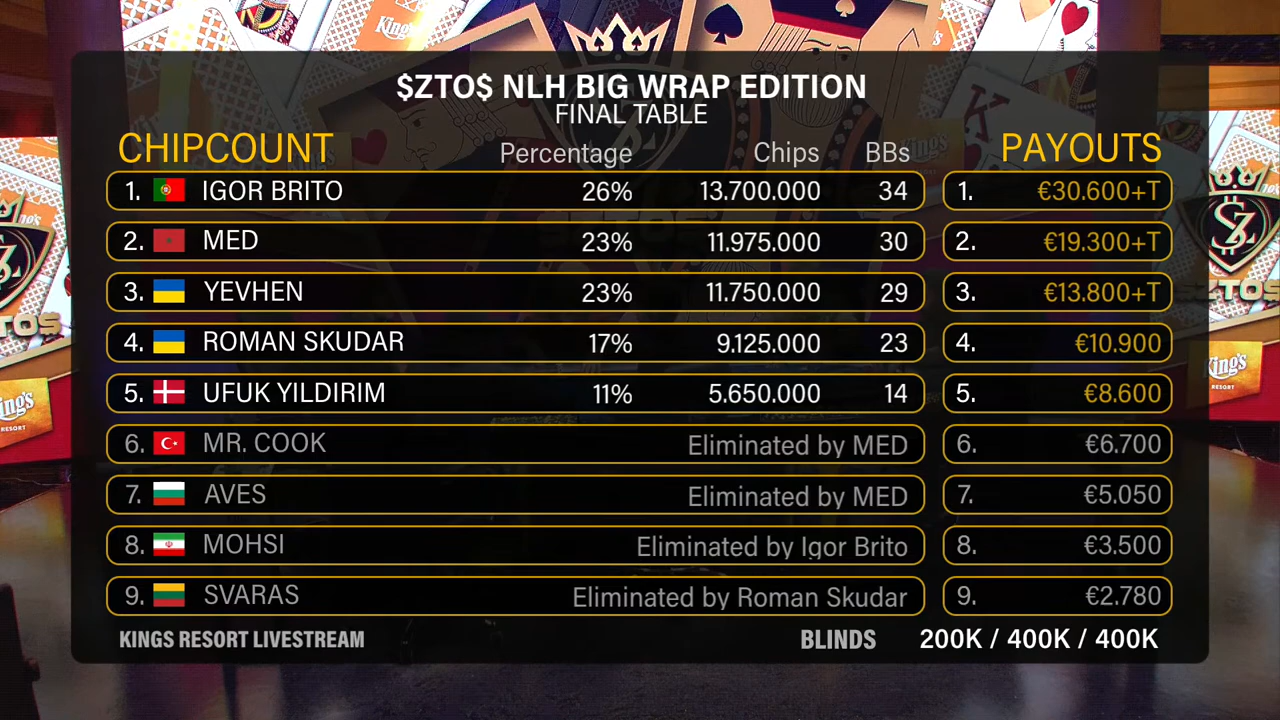 $ZTO$ NLH BIG WRAP EDITION
FINAL TABLE
CHIPCOUNT Percentage Chips BBs PAYOUTS
1. IGOR BRITO 26% 13.700.000 34 1. €30.600+T
2. MED 23% 11.975.000 30 2. €19.300+T
3. YEVHEN 23% 11.750.000 29 3. €13.800+T
4. ROMAN SKUDAR 17% 9.125.000 23 4. €10.900
5. UFUK YILDIRIM 11% 5.650.000 14 5. €8.600
6. MR. COOK Eliminated by MED 6. €6.700
7. AVES Eliminated by MED 7. €5.050
8. MOHSI Eliminated by Igor Brito 8. €3.500
9. SVARAS Eliminated by Roman Skudar 9. €2.780
KINGS RESORT LIVESTREAM BLINDS 200K / 400K / 400K